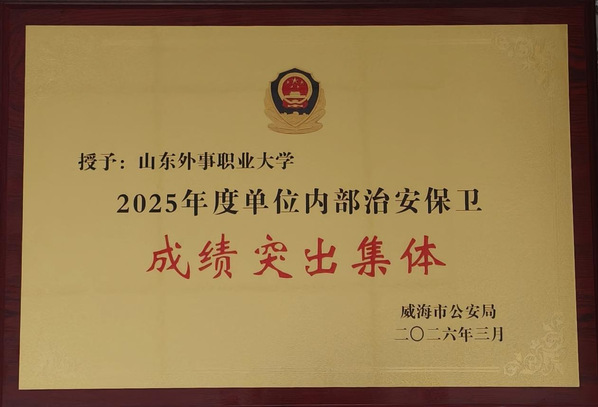 授予：山东外事职业大学
2025年度单位内部治安保卫
成绩突出集体
威海市公安局
二〇二六年三月